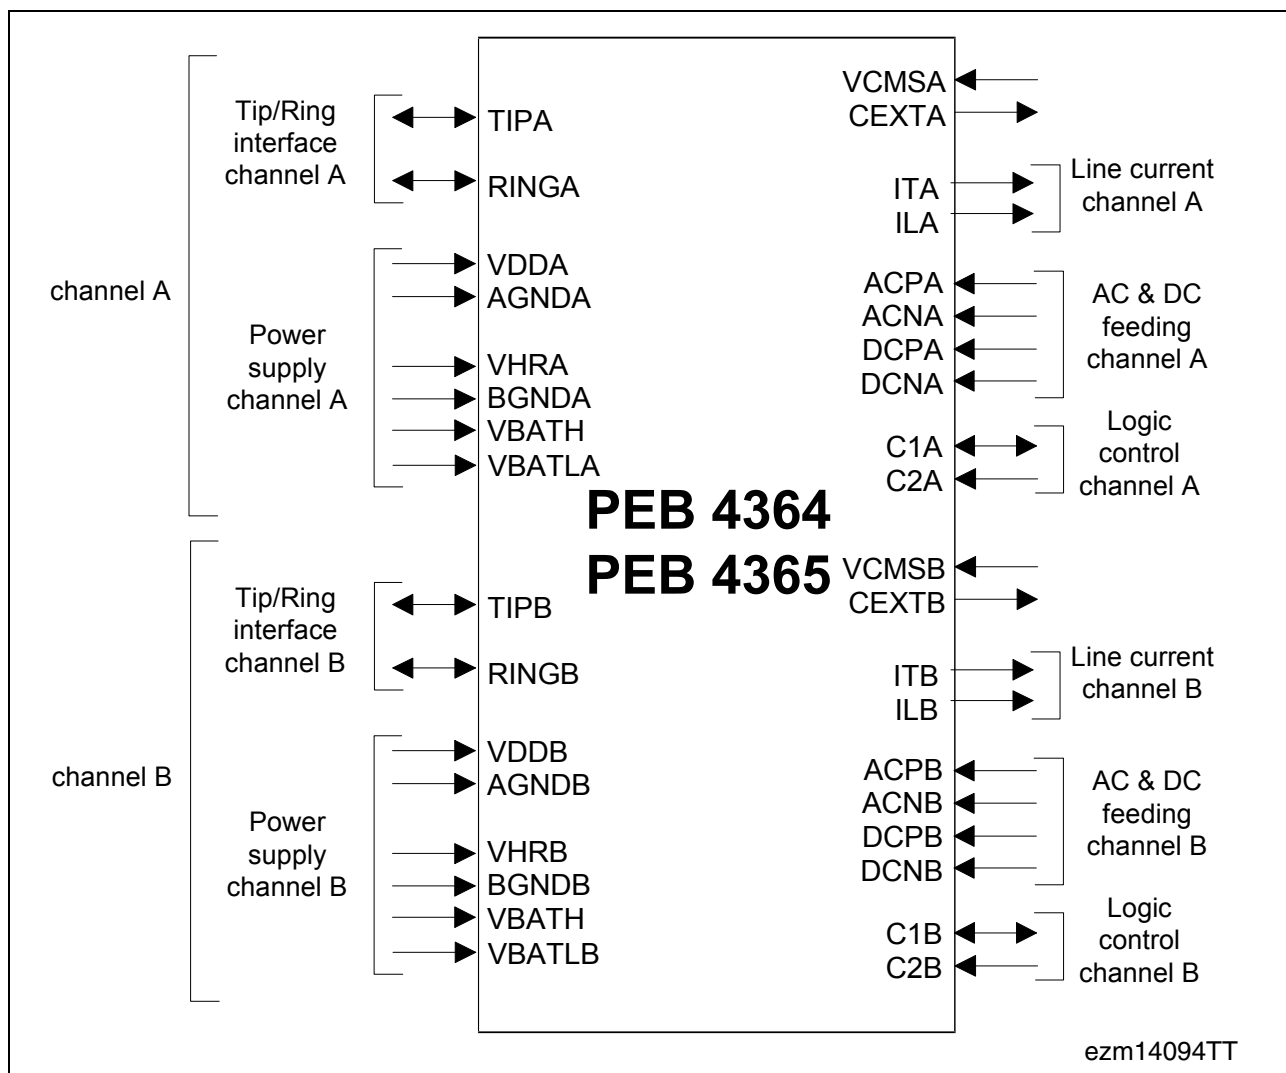 channel A
Tip/Ring
interface
channel A
TIPA
RINGA
Power
supply
channel A
VDDA
AGNDA
VHRA
BGNDA
VBATH
VBATLA
VCMSA
CEXTA
ITA
ILA
Line current
channel A
ACPA
ACNA
DCPA
DCNA
AC & DC
feeding
channel A
C1A
C2A
Logic
control
channel A
PEB 4364
PEB 4365
channel B
Tip/Ring
interface
channel B
TIPB
RINGB
Power
supply
channel B
VDDB
AGNDB
VHRB
BGNDB
VBATH
VBATLB
VCMSB
CEXTB
ITB
ILB
Line current
channel B
ACPB
ACNB
DCPB
DCNB
AC & DC
feeding
channel B
C1B
C2B
Logic
control
channel B
ezm14094TT